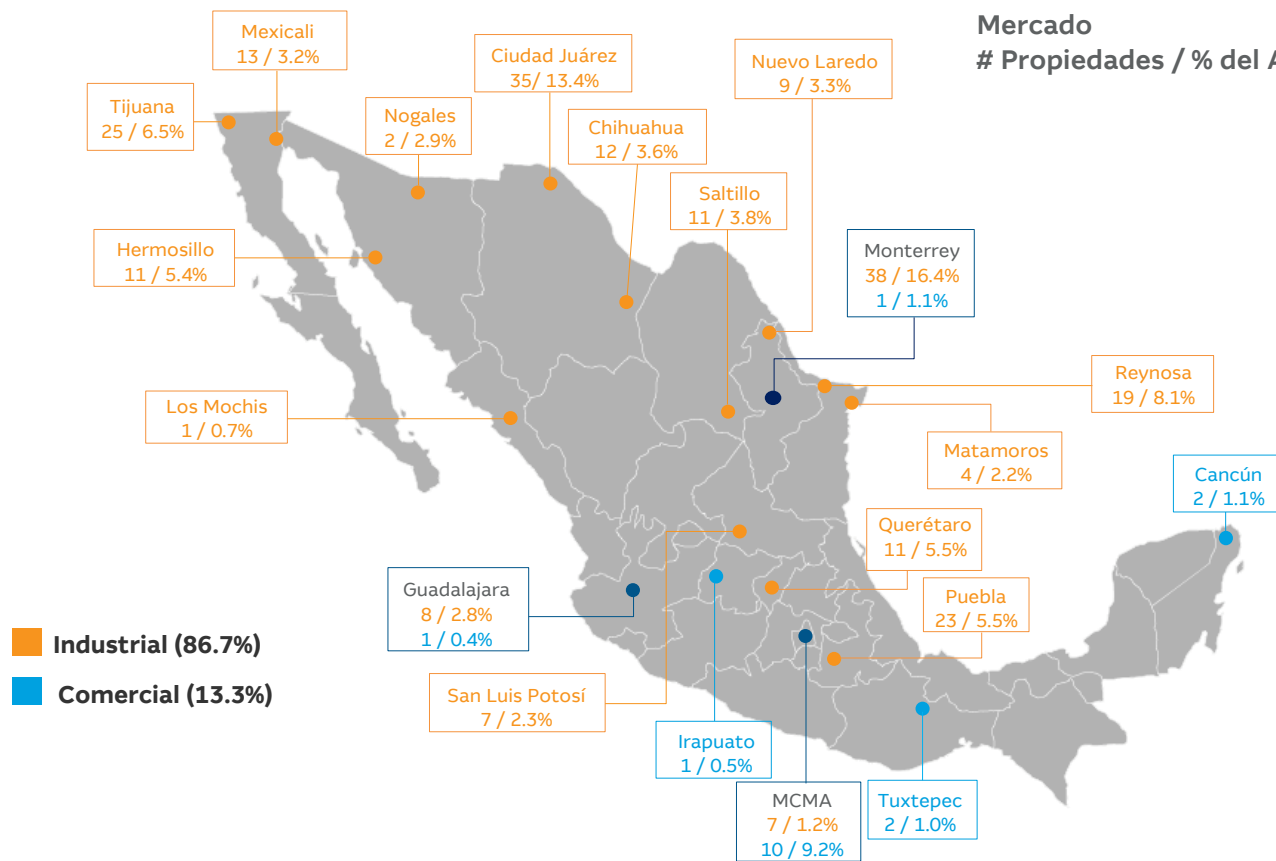 Mercado
# Propiedades / % del A
Mexicali
13 / 3.2%
Ciudad Juárez
35/ 13.4%
Nuevo Laredo
9 / 3.3%
Tijuana
25 / 6.5%
Nogales
2 / 2.9%
Chihuahua
12 / 3.6%
Saltillo
11 / 3.8%
Hermosillo
11 / 5.4%
Monterrey
38 / 16.4%
1 / 1.1%
Reynosa
19 / 8.1%
Los Mochis
1 / 0.7%
Matamoros
4 / 2.2%
Cancún
2 / 1.1%
Querétaro
11 / 5.5%
Guadalajara
8 / 2.8%
1 / 0.4%
Puebla
23 / 5.5%
Industrial (86.7%)
Comercial (13.3%)
San Luis Potosí
7 / 2.3%
Irapuato
1 / 0.5%
MCMA
7 / 1.2%
10 / 9.2%
Tuxtepec
2 / 1.0%